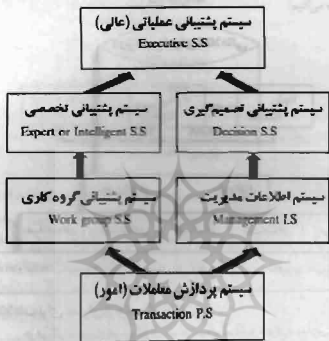 سیستم پشتیبانی عملیاتی (عالی)
Executive S.S
سیستم پشتیبانی تخصصی
Expert or Intelligent S.S
سیستم پشتیبانی تصمیم‌گیری
Decision S.S
سیستم پشتیبانی گروه کاری
Work group S.S
سیستم اطلاعات مدیریت
Management I.S
سیستم پردازش معاملات (امور)
Transaction P.S